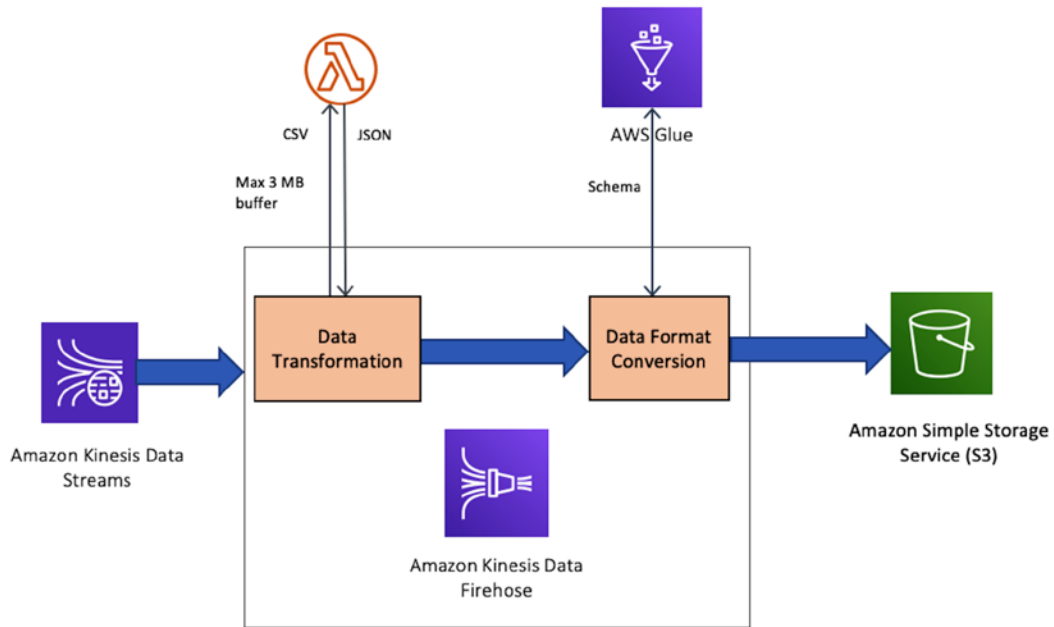 CSV
JSON
Max 3 MB
buffer
AWS Glue
Schema
Data
Transformation
Data Format
Conversion
Amazon Kinesis Data
Streams
Amazon Simple Storage
Service (S3)
Amazon Kinesis Data
Firehose